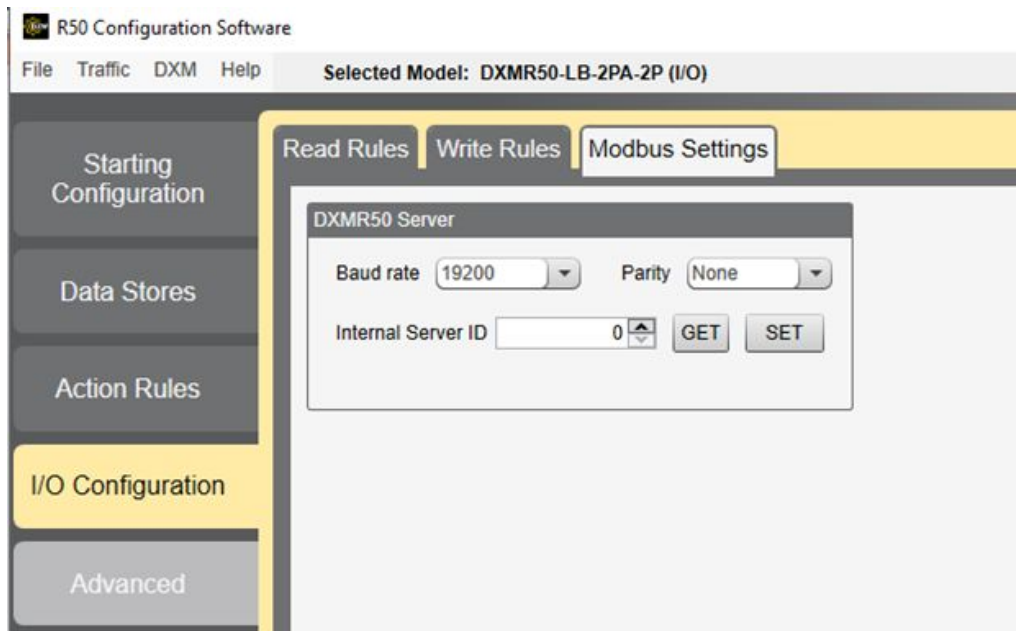 R50 Configuration Software
File Traffic DXM Help Selected Model: DXMR50-LB-2PA-2P (I/O)
Starting
Configuration
Data Stores
Action Rules
I/O Configuration
Advanced
Read Rules Write Rules Modbus Settings
DXMR50 Server
Baud rate 19200 Parity None
Internal Server ID 0 GET SET